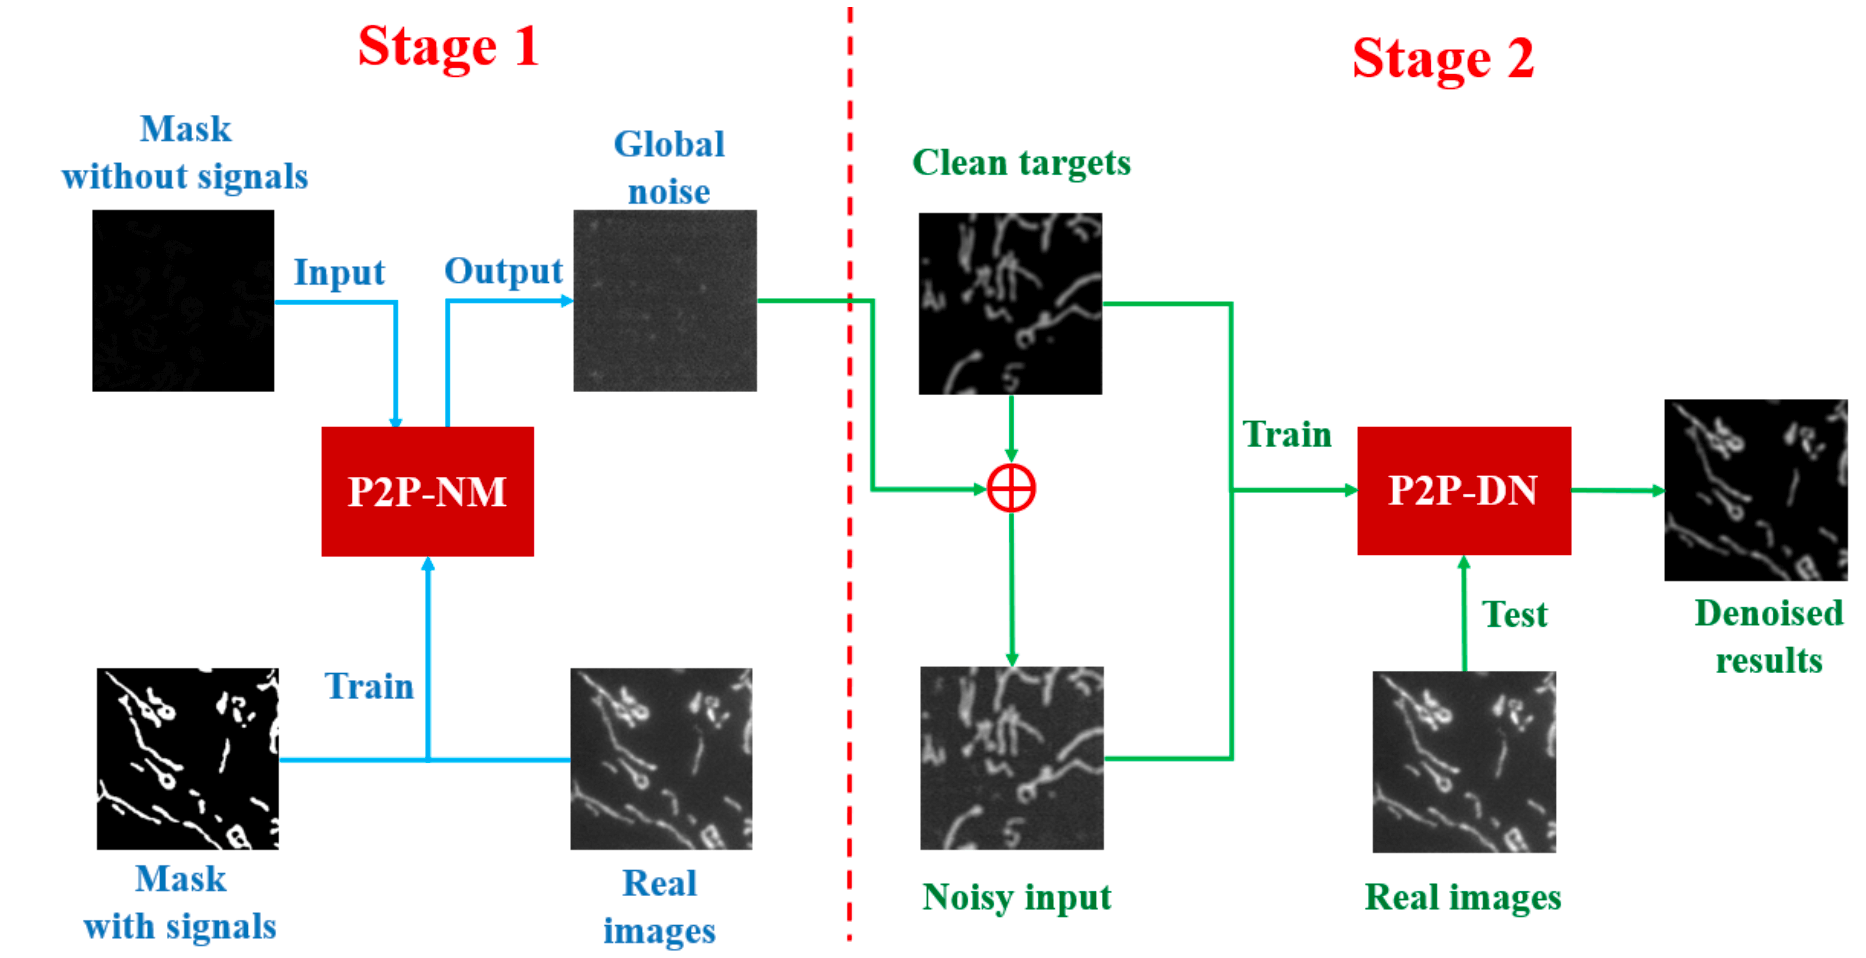 Stage 1
Stage 2
Mask
without signals
Global
noise
Clean targets
Input
Output
Train
P2P-NM
P2P-DN
Test
Denoised
results
Train
Mask
with signals
Real
images
Noisy input
Real images